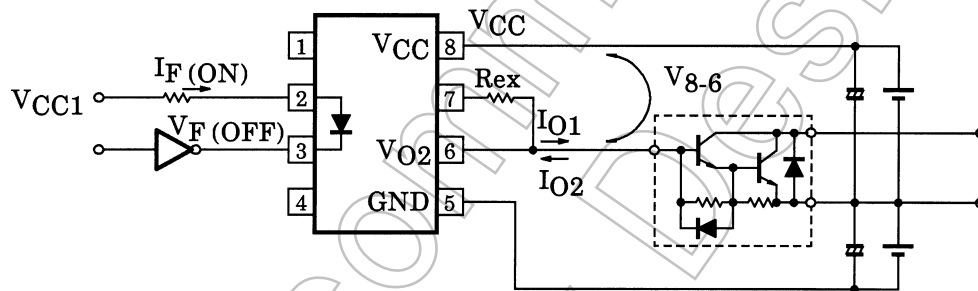 VCC
1
VCC
8
IF (ON)
Rex
V8-6
VCC1
2
7
VF (OFF)
IO1
3
VO2
6
IO2
4
GND
5